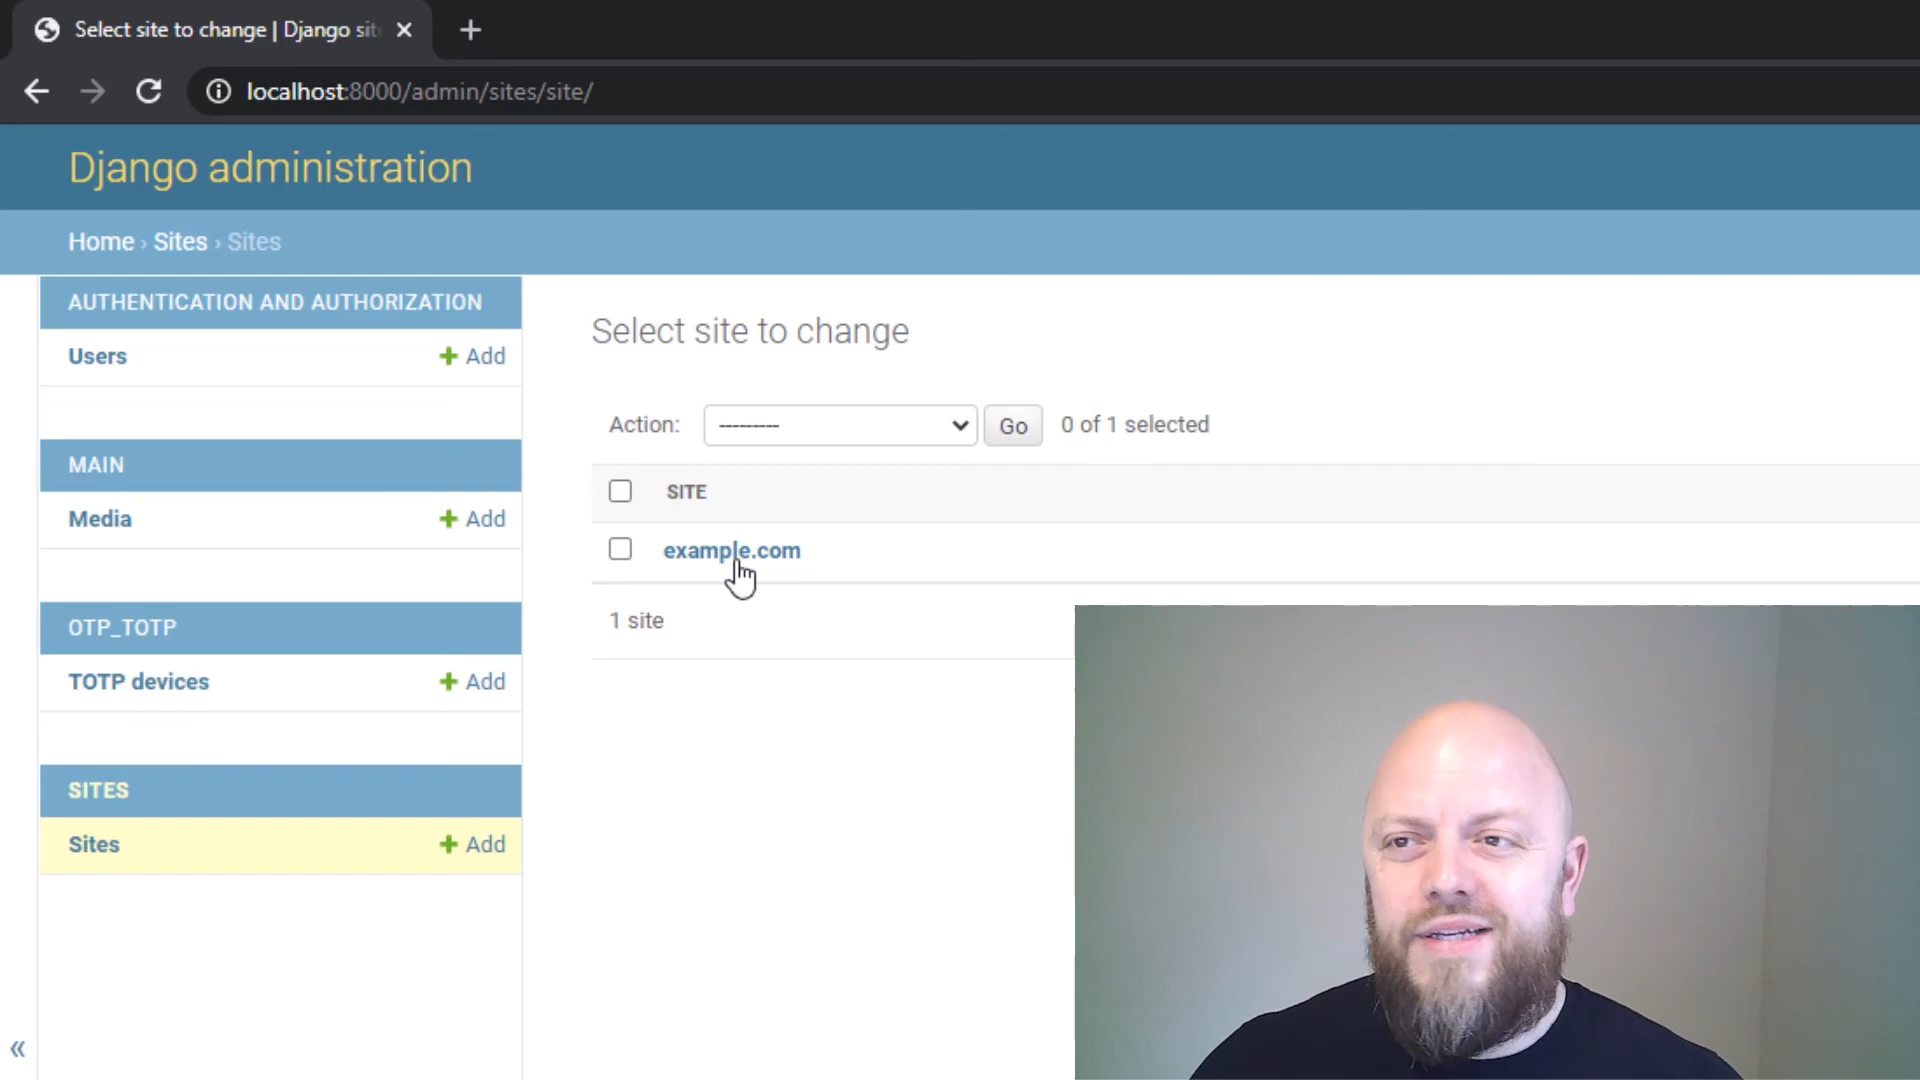 Select site to change | Django sit
localhost:8000/admin/sites/site/
Django administration
Home › Sites › Sites
AUTHENTICATION AND AUTHORIZATION
Users + Add
MAIN
Media + Add
OTP_TOTP
TOTP devices + Add
SITES
Sites + Add
«
Select site to change
Action: --------- Go 0 of 1 selected
SITE
example.com
1 site